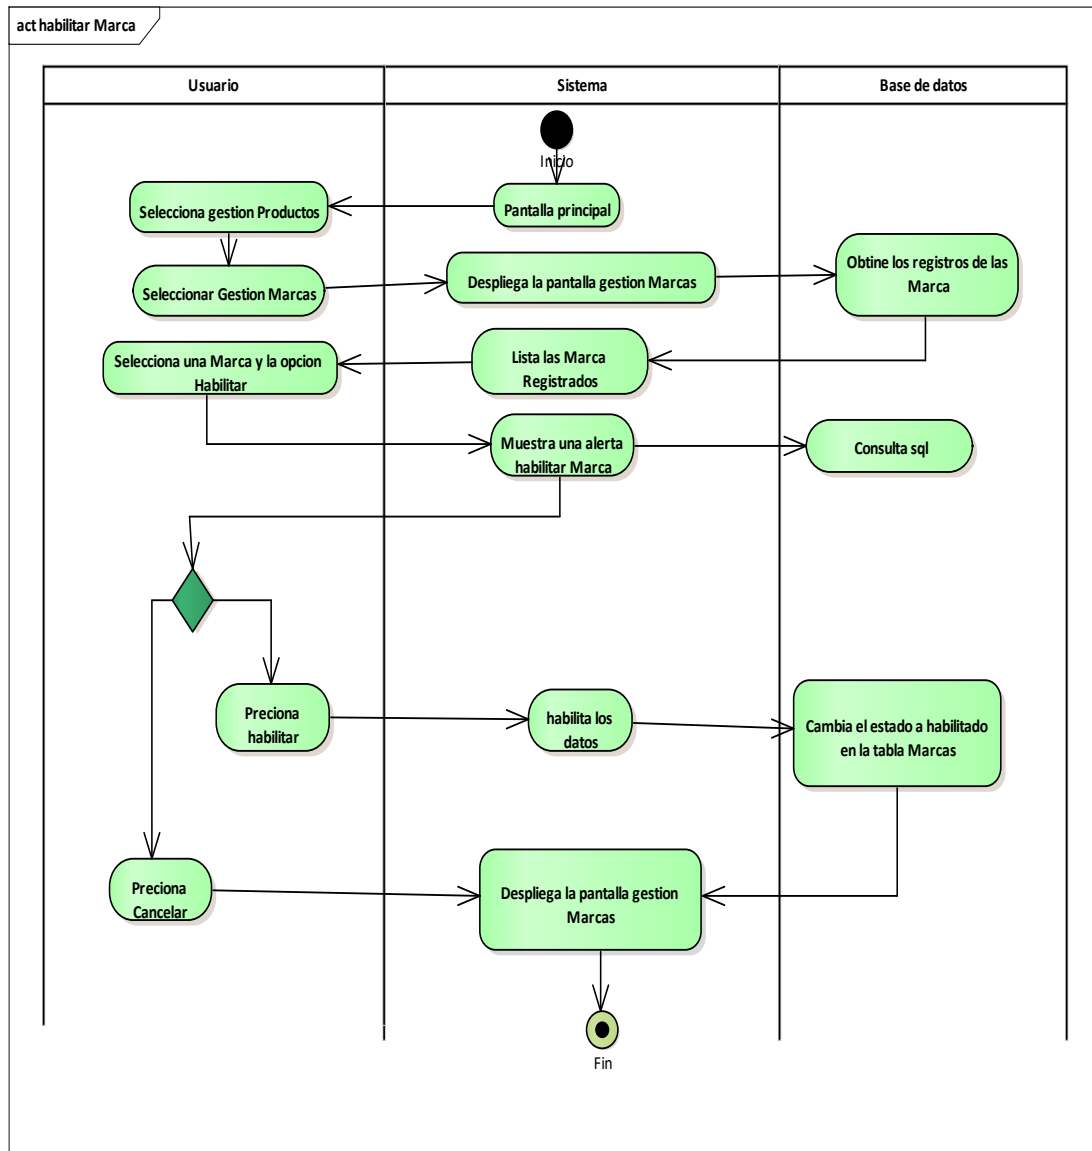 act habilitar Marca
Usuario
Sistema
Base de datos
Inicio
Pantalla principal
Selecciona gestion Productos
Seleccionar Gestion Marcas
Despliega la pantalla gestion Marcas
Obtine los registros de las
Marca
Lista las Marca
Registrados
Selecciona una Marca y la opcion
Habilitar
Muestra una alerta
habilitar Marca
Consulta sql
Preciona
habilitar
habilita los
datos
Cambia el estado a habilitado
en la tabla Marcas
Preciona
Cancelar
Despliega la pantalla gestion
Marcas
Fin